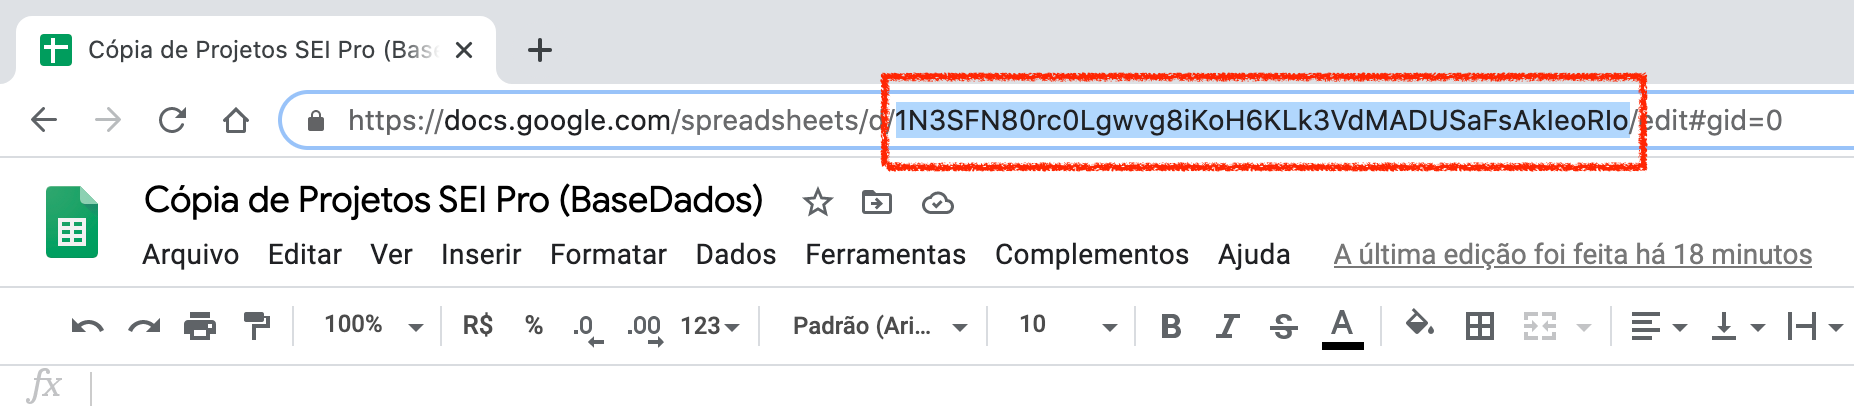 Cópia de Projetos SEI Pro (Base
https://docs.google.com/spreadsheets/d/1N3SFN80rc0Lgwvg8iKoH6KLk3VdMADUSaFsAkIeoRIo/edit#gid=0
Cópia de Projetos SEI Pro (BaseDados)
Arquivo Editar Ver Inserir Formatar Dados Ferramentas Complementos Ajuda A última edição foi feita há 18 minutos
100% R$ % .0 .00 123 Padrão (Ari... 10 B I S A
fx